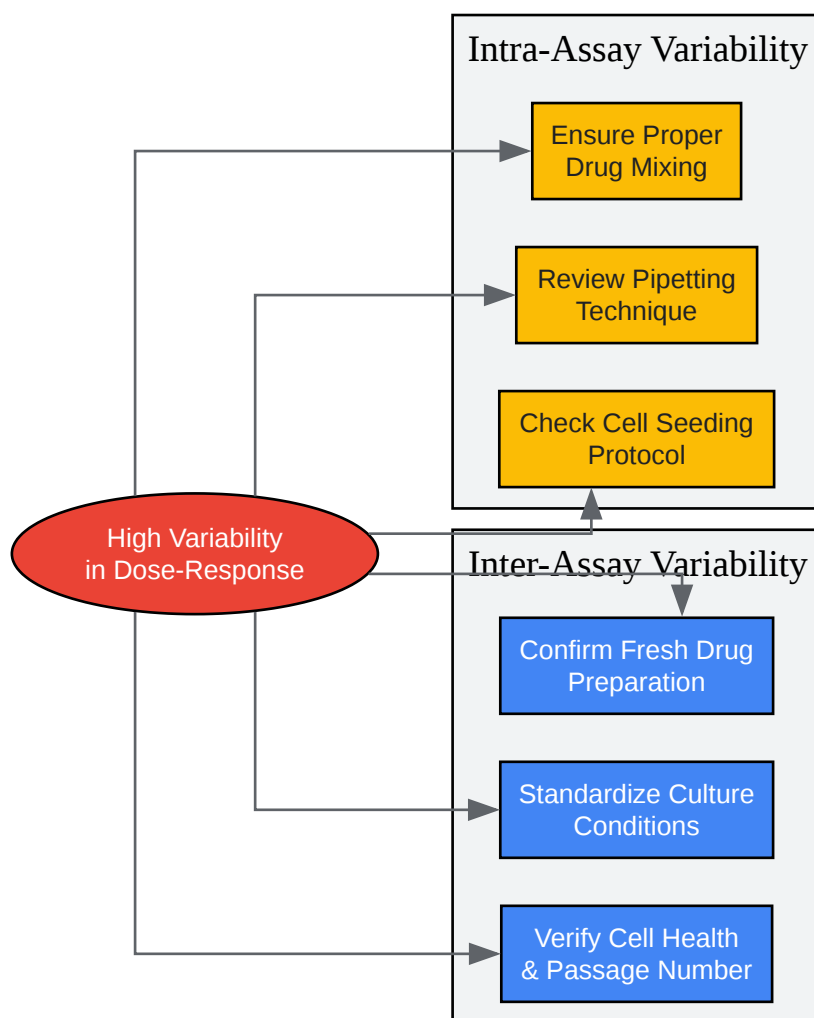 Intra-Assay Variability
Ensure Proper
Drug Mixing
Review Pipetting
Technique
Check Cell Seeding
Protocol
High Variability
in Dose-Response
Inter-Assay Variability
Confirm Fresh Drug
Preparation
Standardize Culture
Conditions
Verify Cell Health
& Passage Number